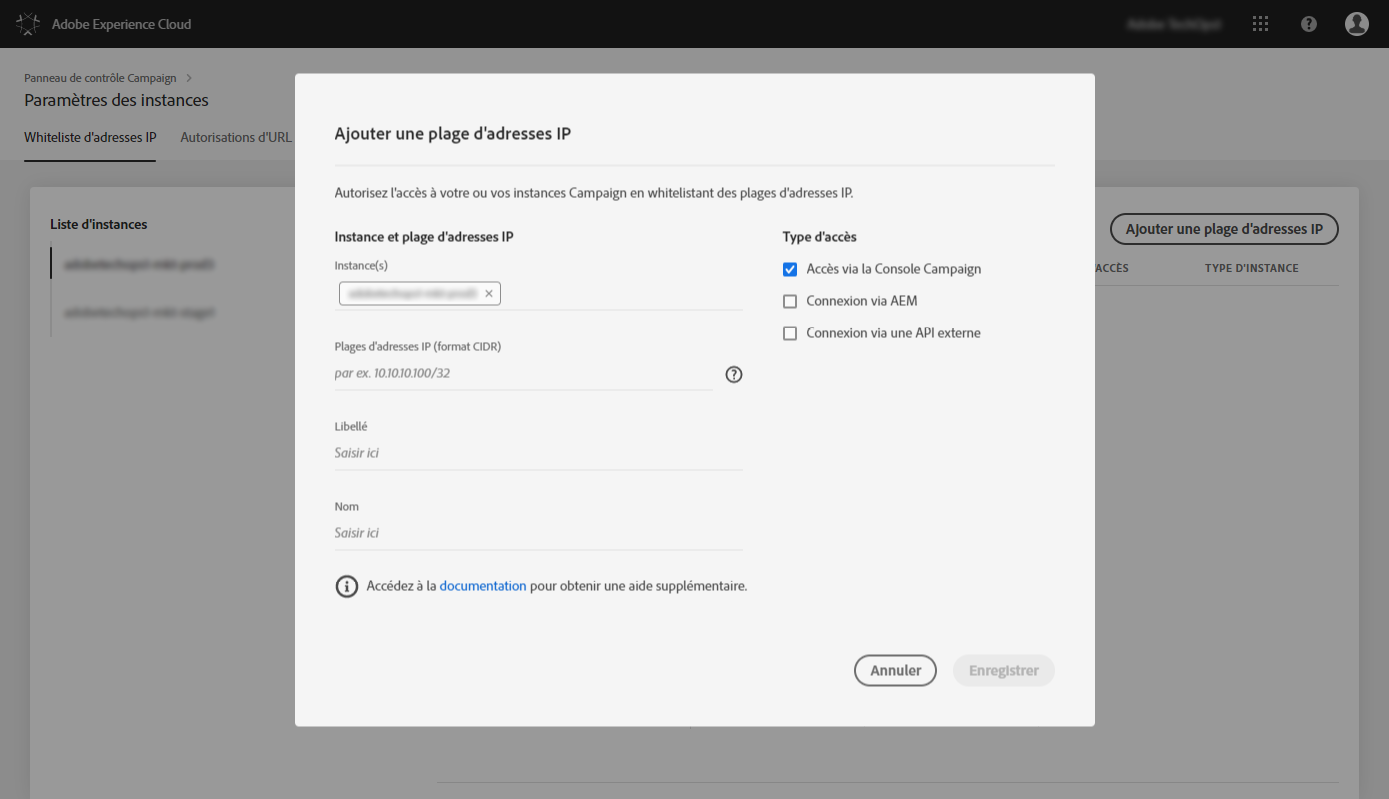 Adobe Experience Cloud
Panneau de contrôle Campaign
Paramètres des instances
Whiteliste d'adresses IP
Autorisations d'URL
Liste d'instances
Ajouter une plage d'adresses IP
ACCÈS
TYPE D'INSTANCE
Ajouter une plage d'adresses IP
Autorisez l'accès à votre ou vos instances Campaign en whitelistant des plages d'adresses IP.
Instance et plage d'adresses IP
Instance(s)
Plages d'adresses IP (format CIDR)
par ex. 10.10.10.100/32
Libellé
Saisir ici
Nom
Saisir ici
Accédez à la documentation pour obtenir une aide supplémentaire.
Type d'accès
Accès via la Console Campaign
Connexion via AEM
Connexion via une API externe
Annuler
Enregistrer